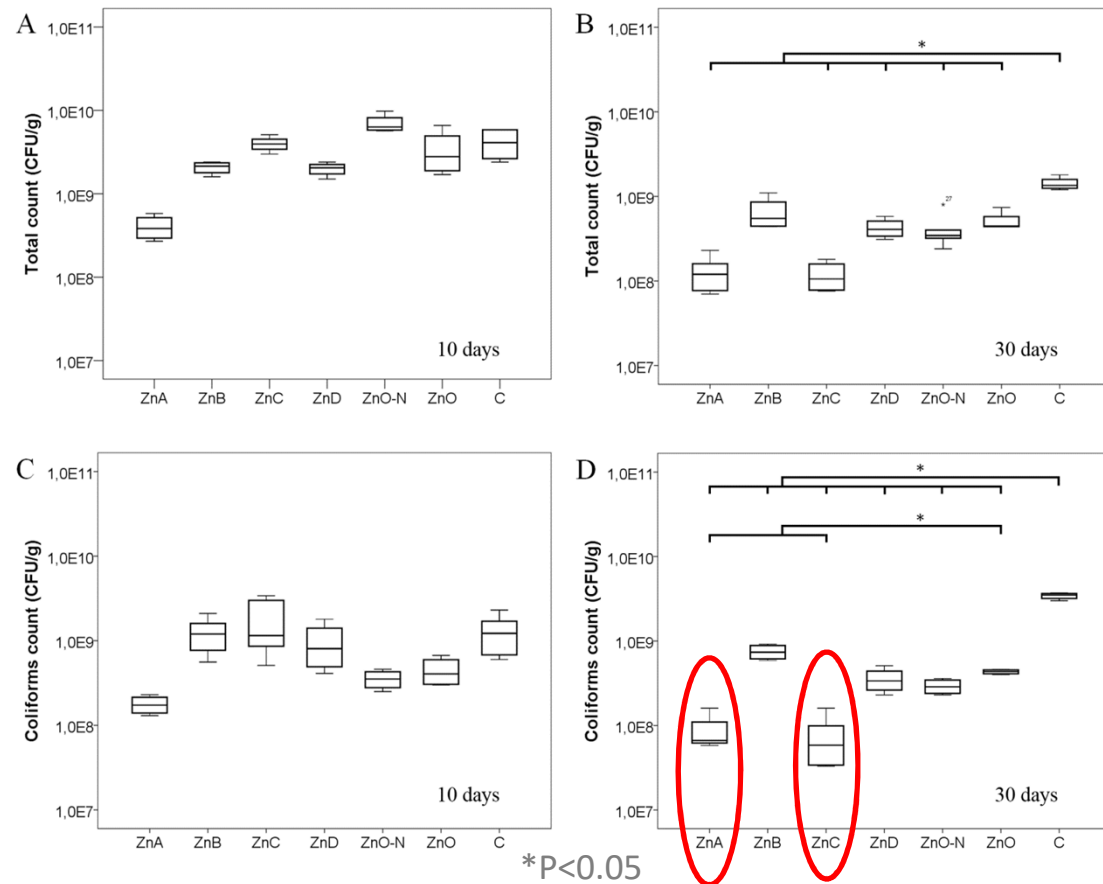 A
Total count (CFU/g)
1,0E11
1,0E10
1,0E9
1,0E8
1,0E7
10 days
ZnA ZnB ZnC ZnD ZnO-N ZnO C
B
Total count (CFU/g)
1,0E11
1,0E10
1,0E9
1,0E8
1,0E7
*
* 27
30 days
ZnA ZnB ZnC ZnD ZnO-N ZnO C
C
Coliforms count (CFU/g)
1,0E11
1,0E10
1,0E9
1,0E8
1,0E7
10 days
ZnA ZnB ZnC ZnD ZnO-N ZnO C
D
Coliforms count (CFU/g)
1,0E11
1,0E10
1,0E9
1,0E8
1,0E7
*
*
30 days
ZnA ZnB ZnC ZnD ZnO-N ZnO C
*P<0.05